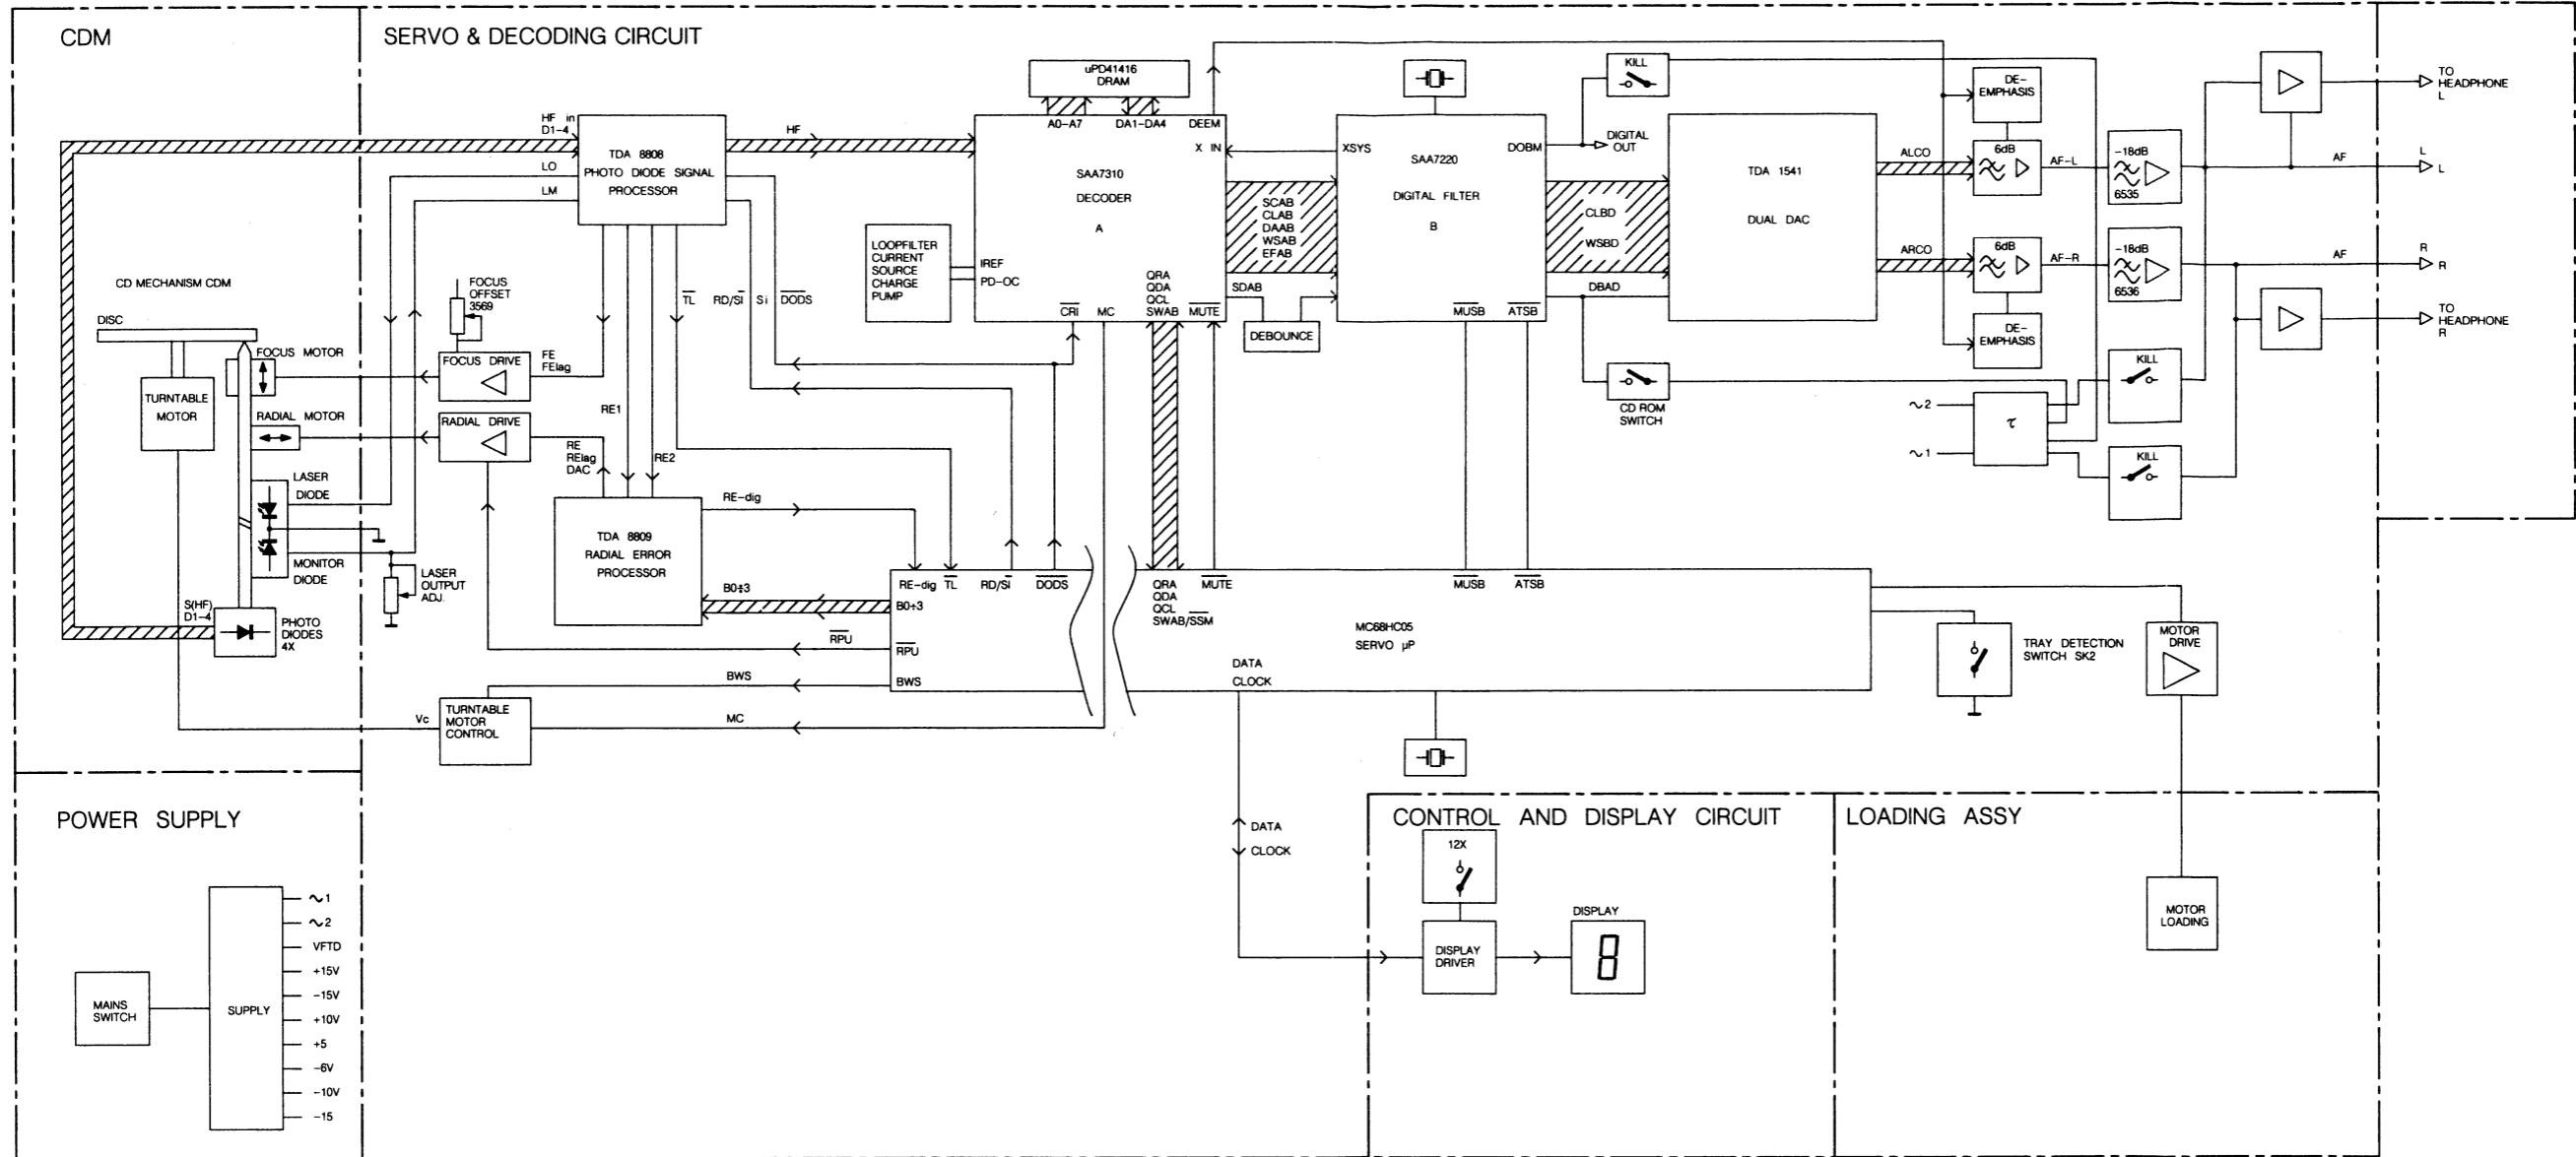 CDM
SERVO & DECODING CIRCUIT
CD MECHANISM CDM
DISC
FOCUS MOTOR
TURNTABLE
MOTOR
RADIAL MOTOR
LASER
DIODE
MONITOR
DIODE
S(HF)
D1-4
PHOTO
DIODES
4X
LASER
OUTPUT
ADJ.
HF in
D1-4
LO
LM
TDA 8808
PHOTO DIODE SIGNAL
PROCESSOR
HF
FOCUS
OFFSET
3569
FOCUS DRIVE
FE
FElag
RADIAL DRIVE
RE
RElag
DAC
RE1
RE2
TL
RD/SI
Si
DODS
TDA 8809
RADIAL ERROR
PROCESSOR
RE-dig
B0÷3
RPU
BWS
MC
Vc
TURNTABLE
MOTOR
CONTROL
uPD41416
DRAM
A0-A7
DA1-DA4
DEEM
X IN
SAA7310
DECODER
A
LOOPFILTER
CURRENT
SOURCE
CHARGE
PUMP
IREF
PD-OC
CRI
MC
QRA
QDA
QCL
SWAB
MUTE
SCAB
CLAB
DAAB
WSAB
EFAB
SDAB
DEBOUNCE
XSYS
SAA7220
DIGITAL FILTER
B
DOBM
MUSB
ATSB
KILL
DIGITAL
OUT
CLBD
WSBD
DBAD
TDA 1541
DUAL DAC
CD ROM
SWITCH
ALCO
ARCO
DE-
EMPHASIS
6dB
AF-L
-18dB
6535
6dB
AF-R
-18dB
6536
DE-
EMPHASIS
~2
~1
τ
KILL
KILL
TO
HEADPHONE
L
AF
L
L
AF
R
R
TO
HEADPHONE
R
RE-dig
TL
RD/Si
DODS
B0÷3
RPU
BWS
QRA
QDA
QCL
SWAB/SSM
MUTE
MUSB
ATSB
MC68HC05
SERVO µP
DATA
CLOCK
TRAY DETECTION
SWITCH SK2
MOTOR
DRIVE
DATA
CLOCK
POWER SUPPLY
MAINS
SWITCH
SUPPLY
~1
~2
VFTD
+15V
-15V
+10V
+5
-6V
-10V
-15
CONTROL AND DISPLAY CIRCUIT
12X
DISPLAY
DRIVER
DISPLAY
8
LOADING ASSY
MOTOR
LOADING